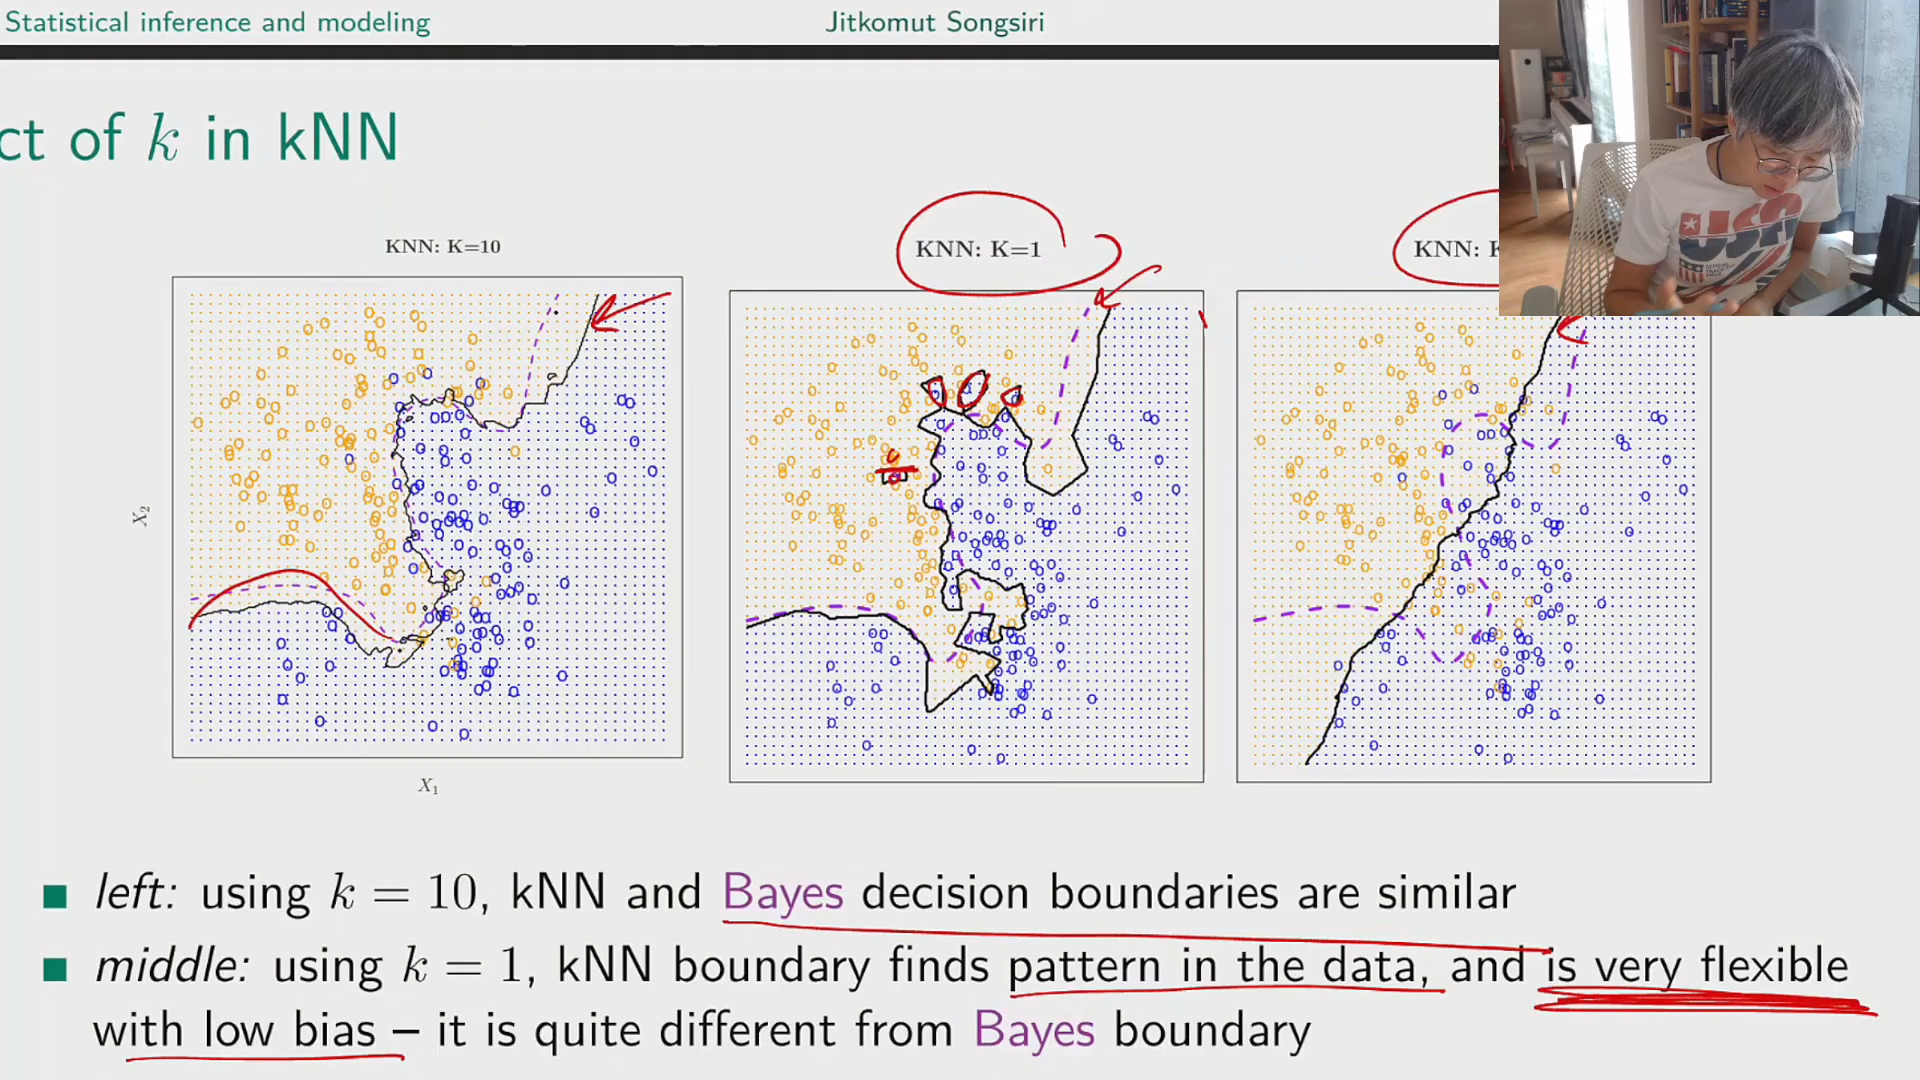 Statistical inference and modeling
Jitkomut Songsiri
ct of k in kNN
KNN: K=10
KNN: K=1
KNN: K
X₂
X₁
left: using k = 10, kNN and Bayes decision boundaries are similar
middle: using k = 1, kNN boundary finds pattern in the data, and is very flexible
with low bias – it is quite different from Bayes boundary